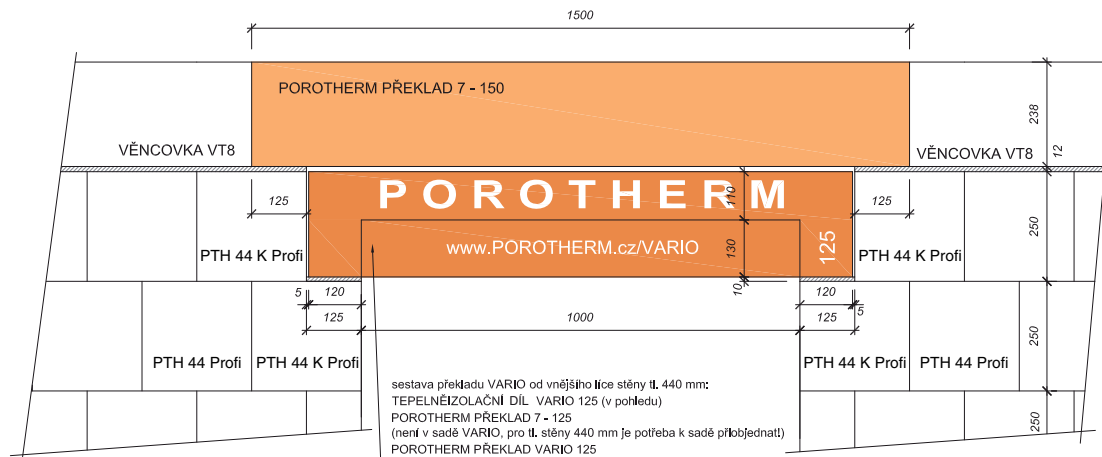 1500
POROTHERM PŘEKLAD 7 - 150
238
VĚNCOVKA VT8
VĚNCOVKA VT8
12
POROTHERM
110
125
125
250
PTH 44 K Profi
www.POROTHERM.cz/VARIO
130
125
PTH 44 K Profi
10
5
120
120
5
125
1000
125
250
PTH 44 Profi
PTH 44 K Profi
PTH 44 K Profi
PTH 44 Profi
sestava překladu VARIO od vnějšího líce stěny tl. 440 mm:
TEPELNĚIZOLAČNÍ DÍL VARIO 125 (v pohledu)
POROTHERM PŘEKLAD 7 - 125
(není v sadě VARIO, pro tl. stěny 440 mm je potřeba k sadě přiobjednat!)
POROTHERM PŘEKLAD VARIO 125
250